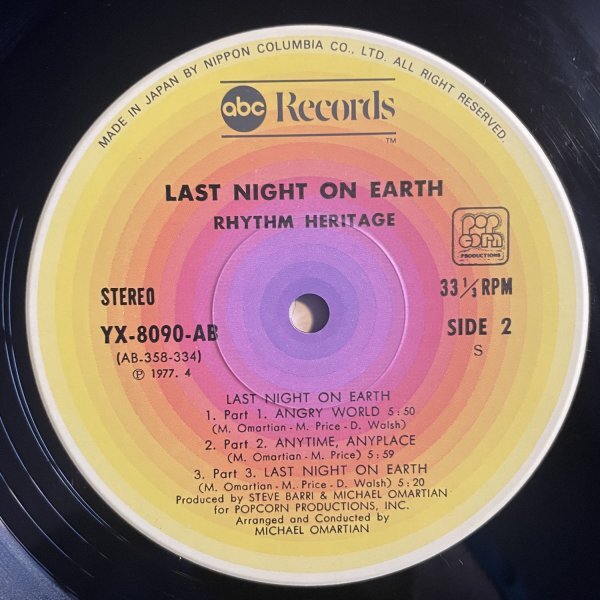 MADE IN JAPAN BY NIPPON COLUMBIA CO., LTD. ALL RIGHT RESERVED.
abc Records
TM
LAST NIGHT ON EARTH
RHYTHM HERITAGE
POP
CORN
PRODUCTIONS
STEREO
33 1/3 RPM
YX-8090-AB
SIDE 2
(AB-358-334)
S
Ⓟ 1977. 4
LAST NIGHT ON EARTH
1. Part 1. ANGRY WORLD 5:50
(M. Omartian - M. Price - D. Walsh)
2. Part 2. ANYTIME, ANYPLACE
(M. Omartian - M. Price) 5:59
3. Part 3. LAST NIGHT ON EARTH
(M. Omartian - M. Price - D. Walsh) 5:20
Produced by STEVE BARRI & MICHAEL OMARTIAN
for POPCORN PRODUCTIONS, INC.
Arranged and Conducted by
MICHAEL OMARTIAN